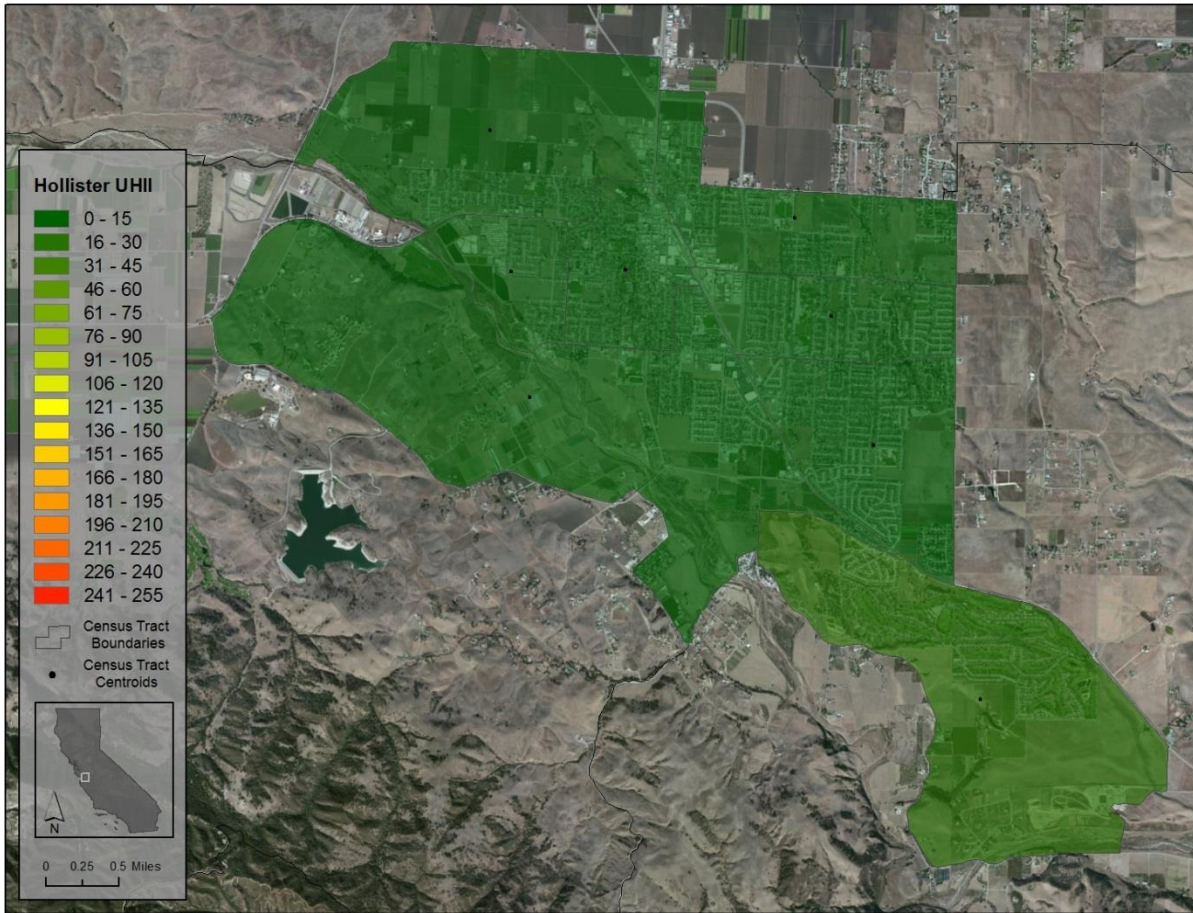 Hollister UHII
0 - 15
16 - 30
31 - 45
46 - 60
61 - 75
76 - 90
91 - 105
106 - 120
121 - 135
136 - 150
151 - 165
166 - 180
181 - 195
196 - 210
211 - 225
226 - 240
241 - 255
Census Tract
Boundaries
Census Tract
Centroids
N
0 0.25 0.5 Miles